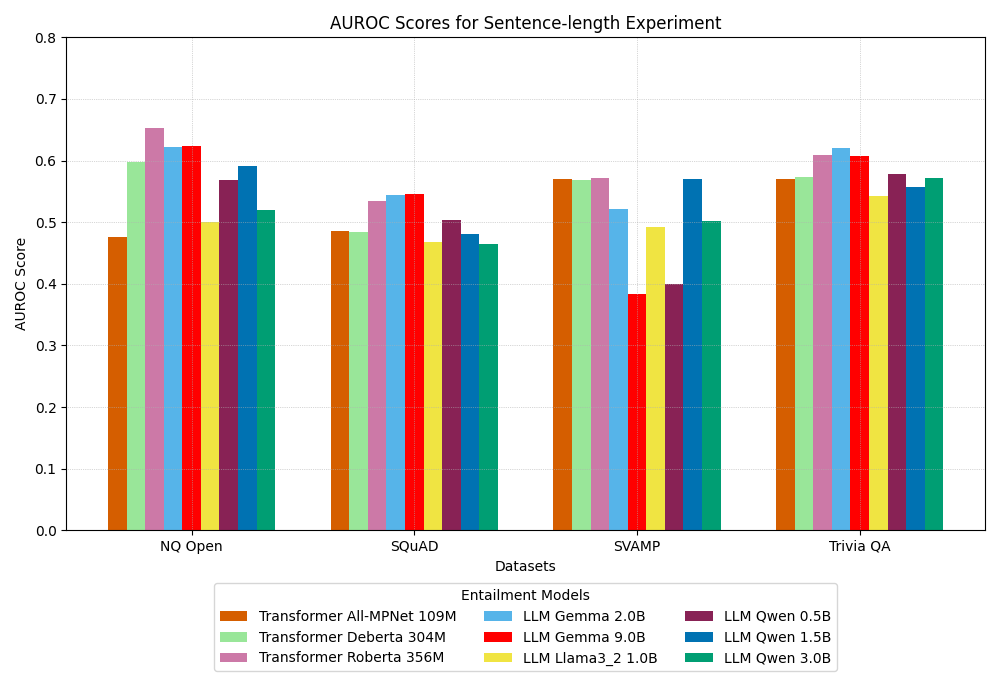 AUROC Scores for Sentence-length Experiment
0.8
0.7
0.6
0.5
0.4
0.3
0.2
0.1
0.0
AUROC Score
NQ Open
SQuAD
SVAMP
Trivia QA
Datasets
Entailment Models
Transformer All-MPNet 109M
Transformer Deberta 304M
Transformer Roberta 356M
LLM Gemma 2.0B
LLM Gemma 9.0B
LLM Llama3_2 1.0B
LLM Qwen 0.5B
LLM Qwen 1.5B
LLM Qwen 3.0B